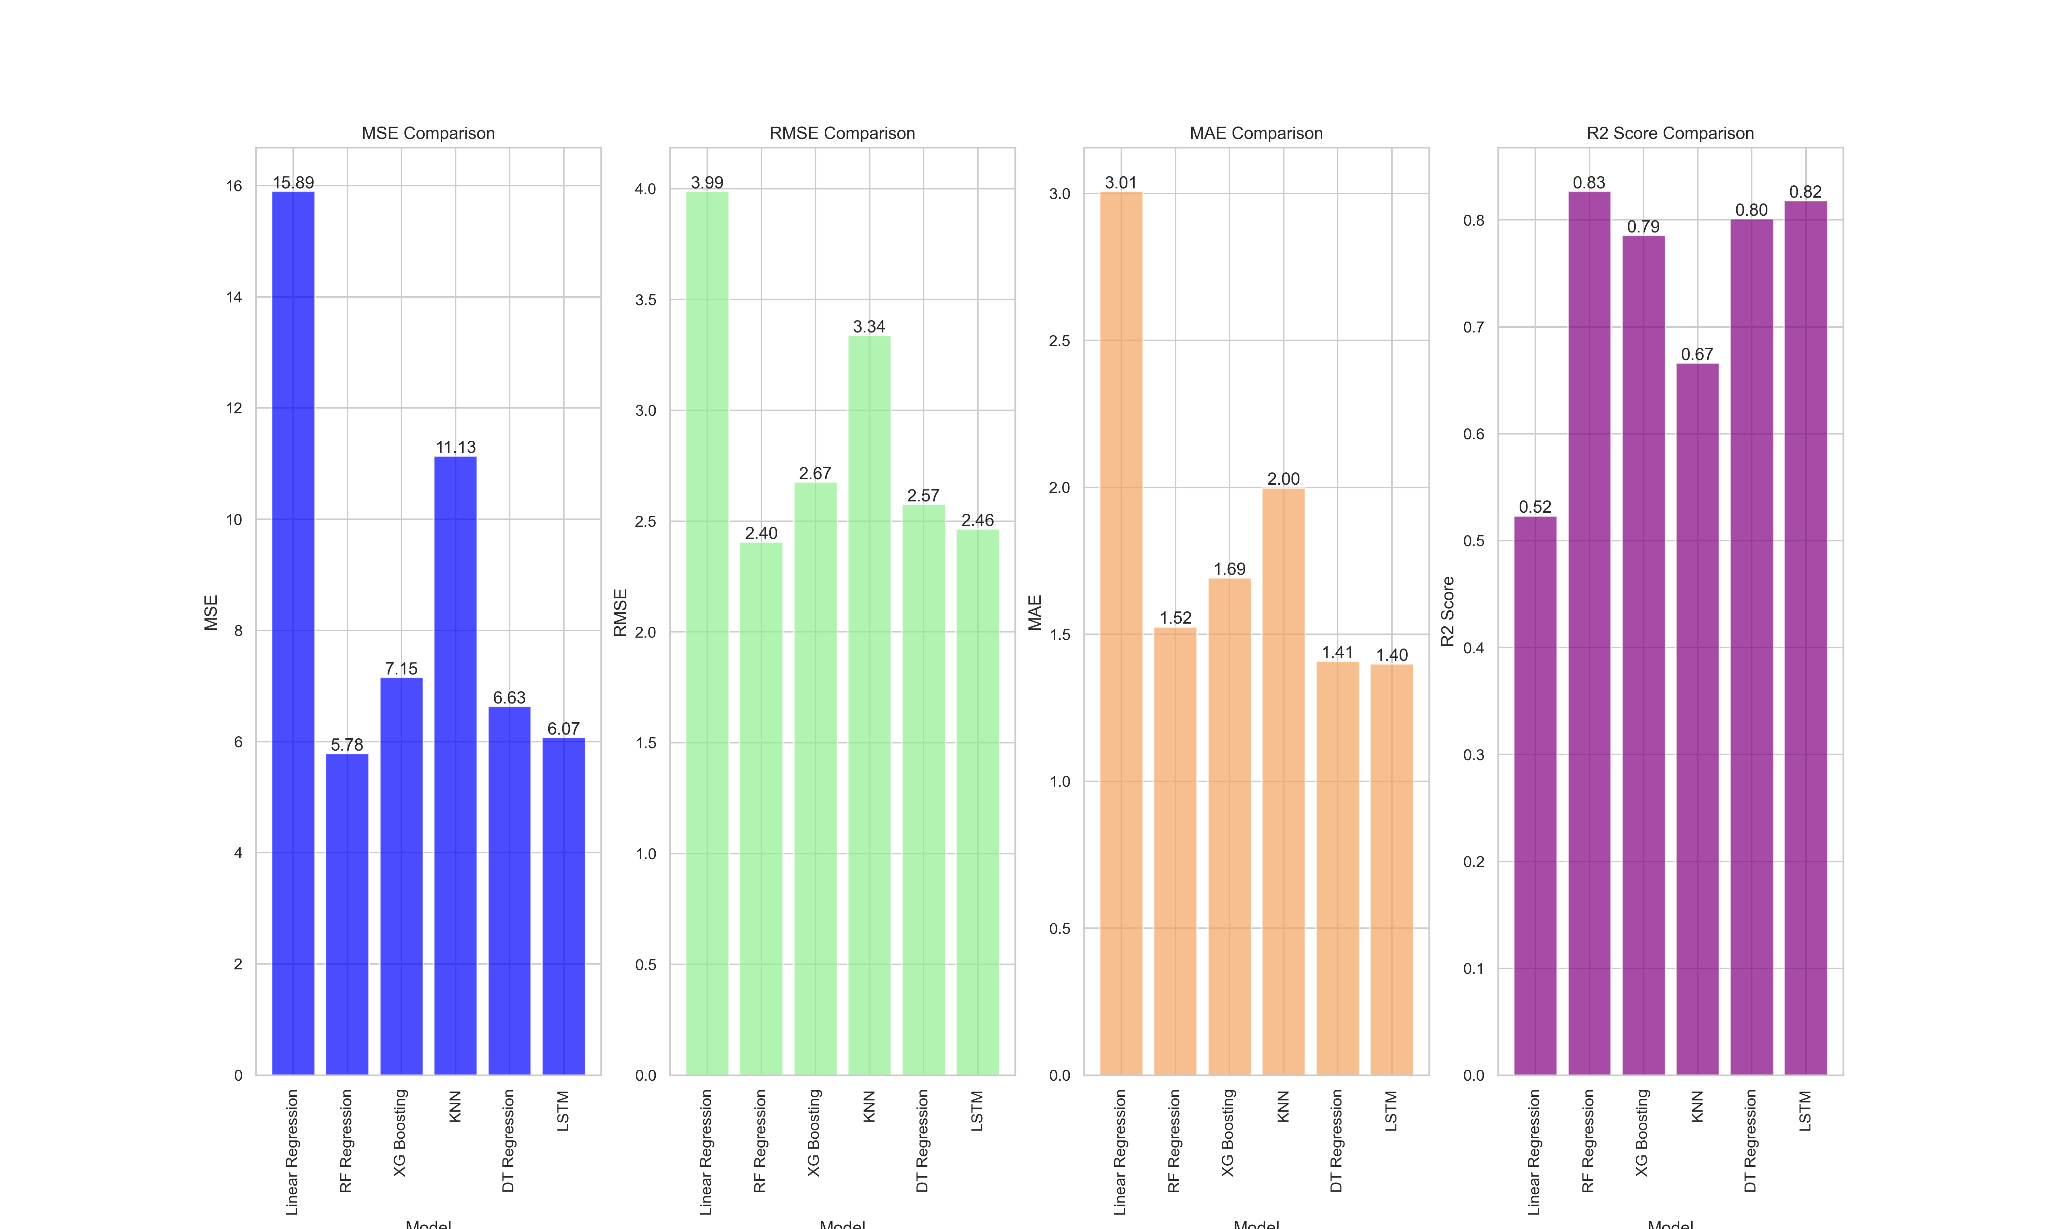 MSE Comparison
16
14
12
10
8
6
4
2
0
MSE
15.89
5.78
7.15
11.13
6.63
6.07
Linear Regression
RF Regression
XG Boosting
KNN
DT Regression
LSTM
Model
RMSE Comparison
4.0
3.5
3.0
2.5
2.0
1.5
1.0
0.5
0.0
RMSE
3.99
2.40
2.67
3.34
2.57
2.46
Linear Regression
RF Regression
XG Boosting
KNN
DT Regression
LSTM
Model
MAE Comparison
3.0
2.5
2.0
1.5
1.0
0.5
0.0
MAE
3.01
1.52
1.69
2.00
1.41
1.40
Linear Regression
RF Regression
XG Boosting
KNN
DT Regression
LSTM
Model
R2 Score Comparison
0.8
0.7
0.6
0.5
0.4
0.3
0.2
0.1
0.0
R2 Score
0.52
0.83
0.79
0.67
0.80
0.82
Linear Regression
RF Regression
XG Boosting
KNN
DT Regression
LSTM
Model